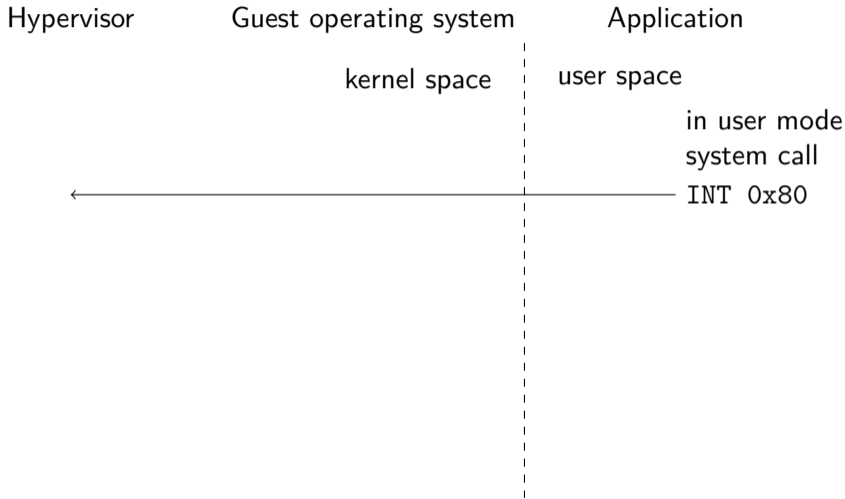 Hypervisor
Guest operating system
Application
kernel space
user space
in user mode
system call
INT 0x80